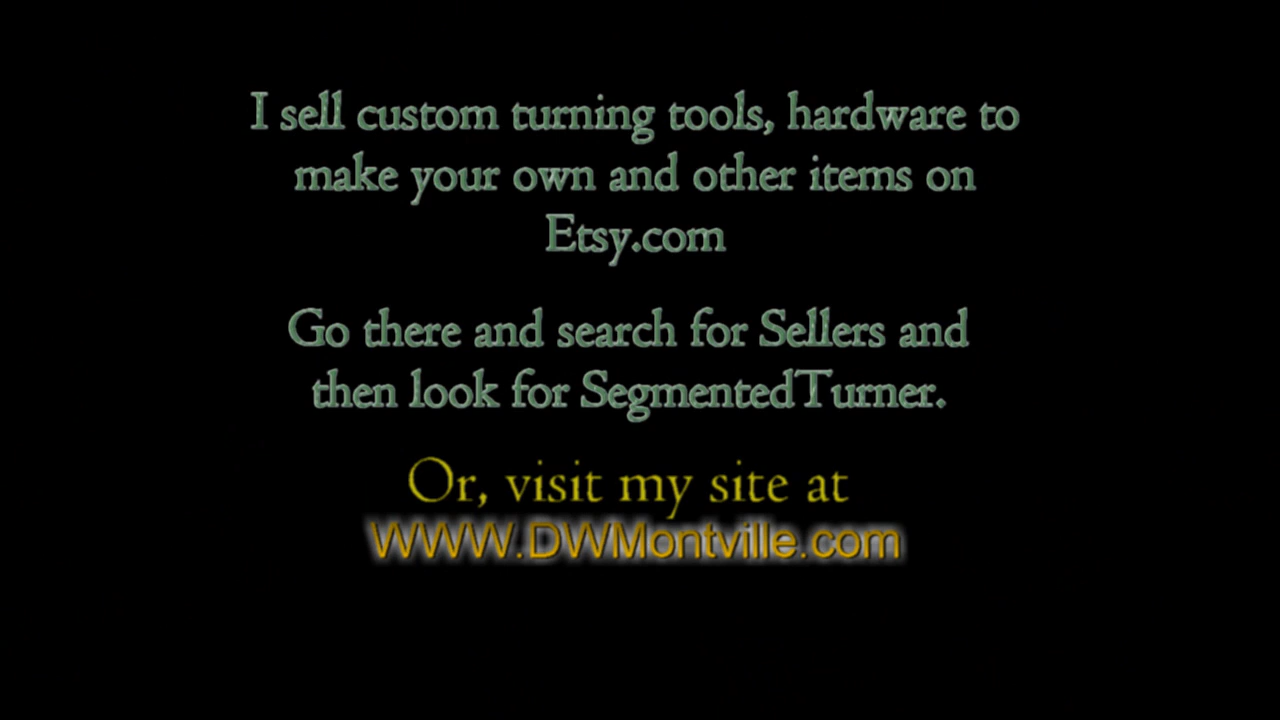 I sell custom turning tools, hardware to
make your own and other items on
Etsy.com
Go there and search for Sellers and
then look for SegmentedTurner.
Or, visit my site at
WWW.DWMontville.com